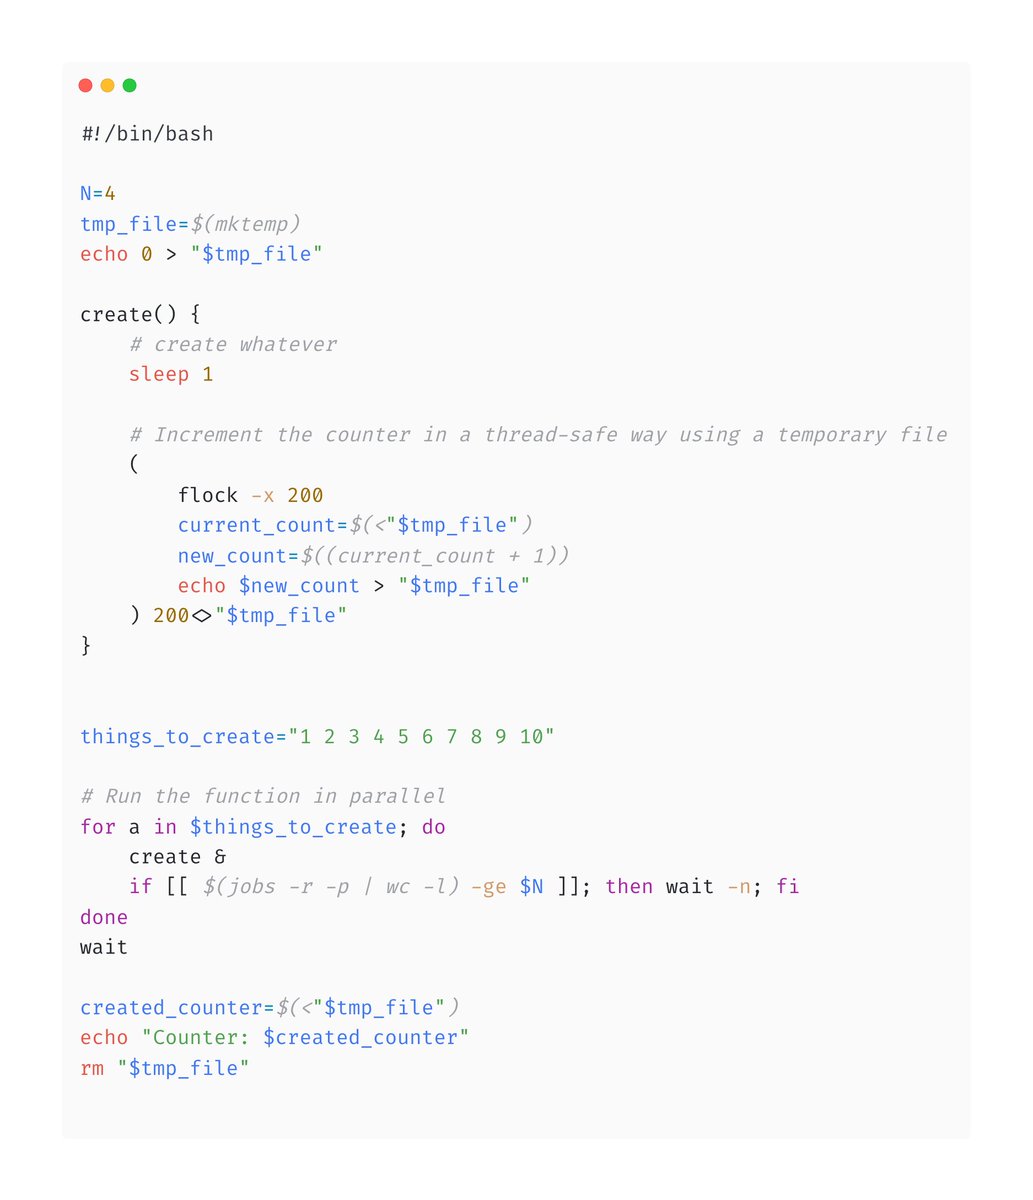 #!/bin/bash

N=4
tmp_file=$(mktemp)
echo 0 > "$tmp_file"

create() {
    # create whatever
    sleep 1

    # Increment the counter in a thread-safe way using a temporary file
    (
        flock -x 200
        current_count=$(<"$tmp_file")
        new_count=$((current_count + 1))
        echo $new_count > "$tmp_file"
    ) 200<>"$tmp_file"
}


things_to_create="1 2 3 4 5 6 7 8 9 10"

# Run the function in parallel
for a in $things_to_create; do
    create &
    if [[ $(jobs -r -p | wc -l) -ge $N ]]; then wait -n; fi
done
wait

created_counter=$(<"$tmp_file")
echo "Counter: $created_counter"
rm "$tmp_file"